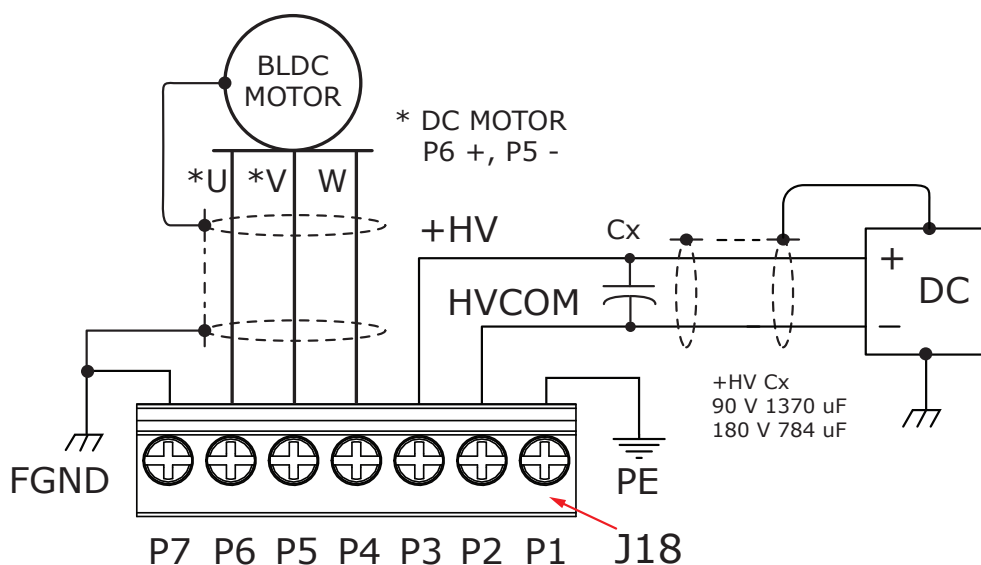 BLDC
MOTOR
* DC MOTOR
P6 +, P5 -
*U *V W
+HV
Cx
HVCOM
+
DC
−
+HV Cx
90 V 1370 uF
180 V 784 uF
FGND
PE
P7 P6 P5 P4 P3 P2 P1
J18